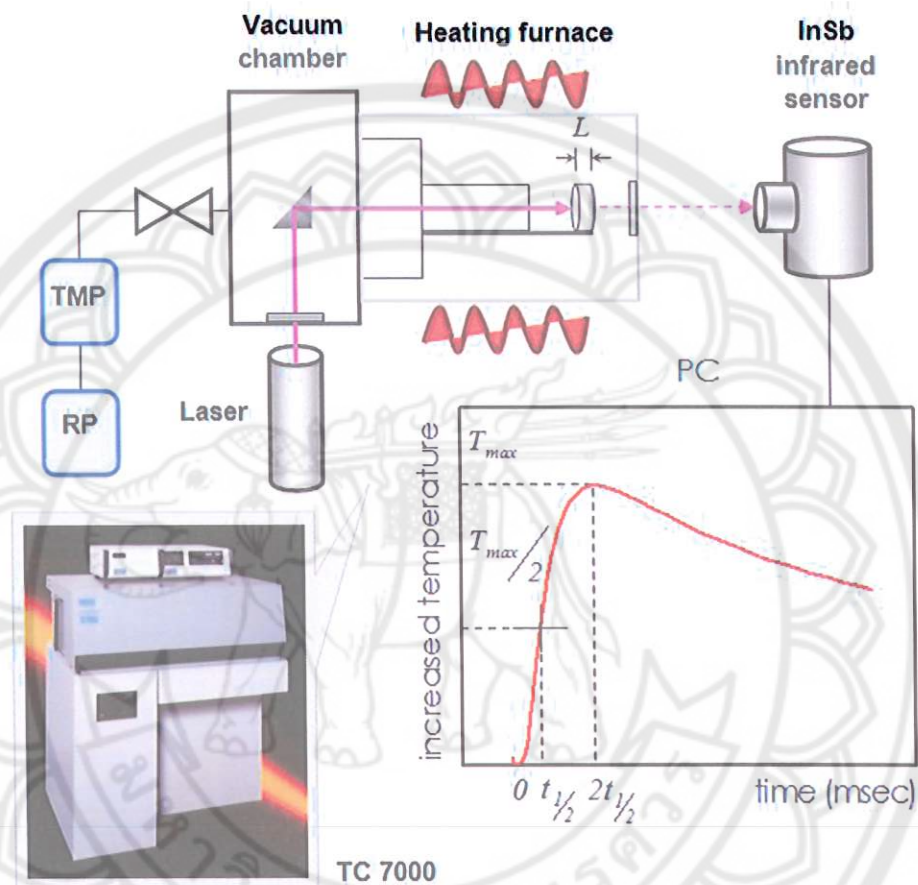 Vacuum
chamber
Heating furnace
InSb
infrared
sensor
L
TMP
RP
Laser
PC
increased temperature
T_max
T_max/2
0 t_1/2 2t_1/2 time (msec)
TC 7000